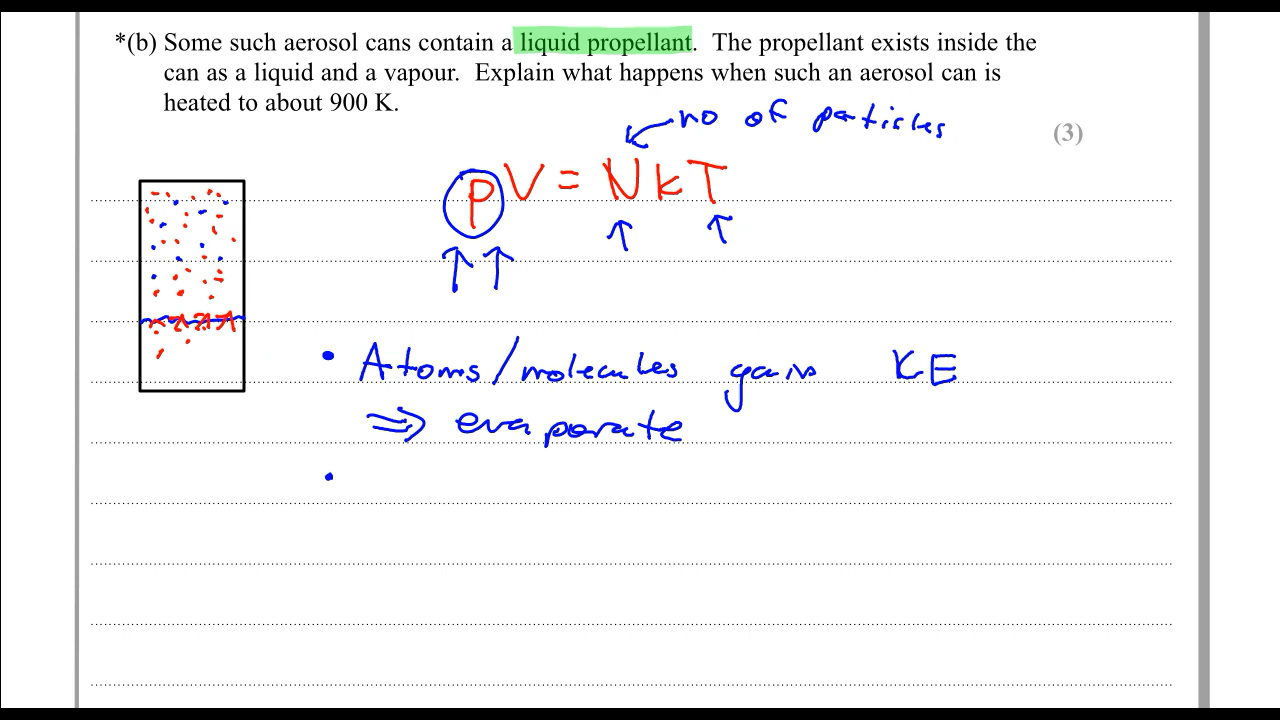 *(b) Some such aerosol cans contain a liquid propellant. The propellant exists inside the
can as a liquid and a vapour. Explain what happens when such an aerosol can is
heated to about 900 K.
no of particles
(3)
pV = NkT
↑ ↑ ↑ ↑
• Atoms/molecules gain KE
⇒ evaporate
•